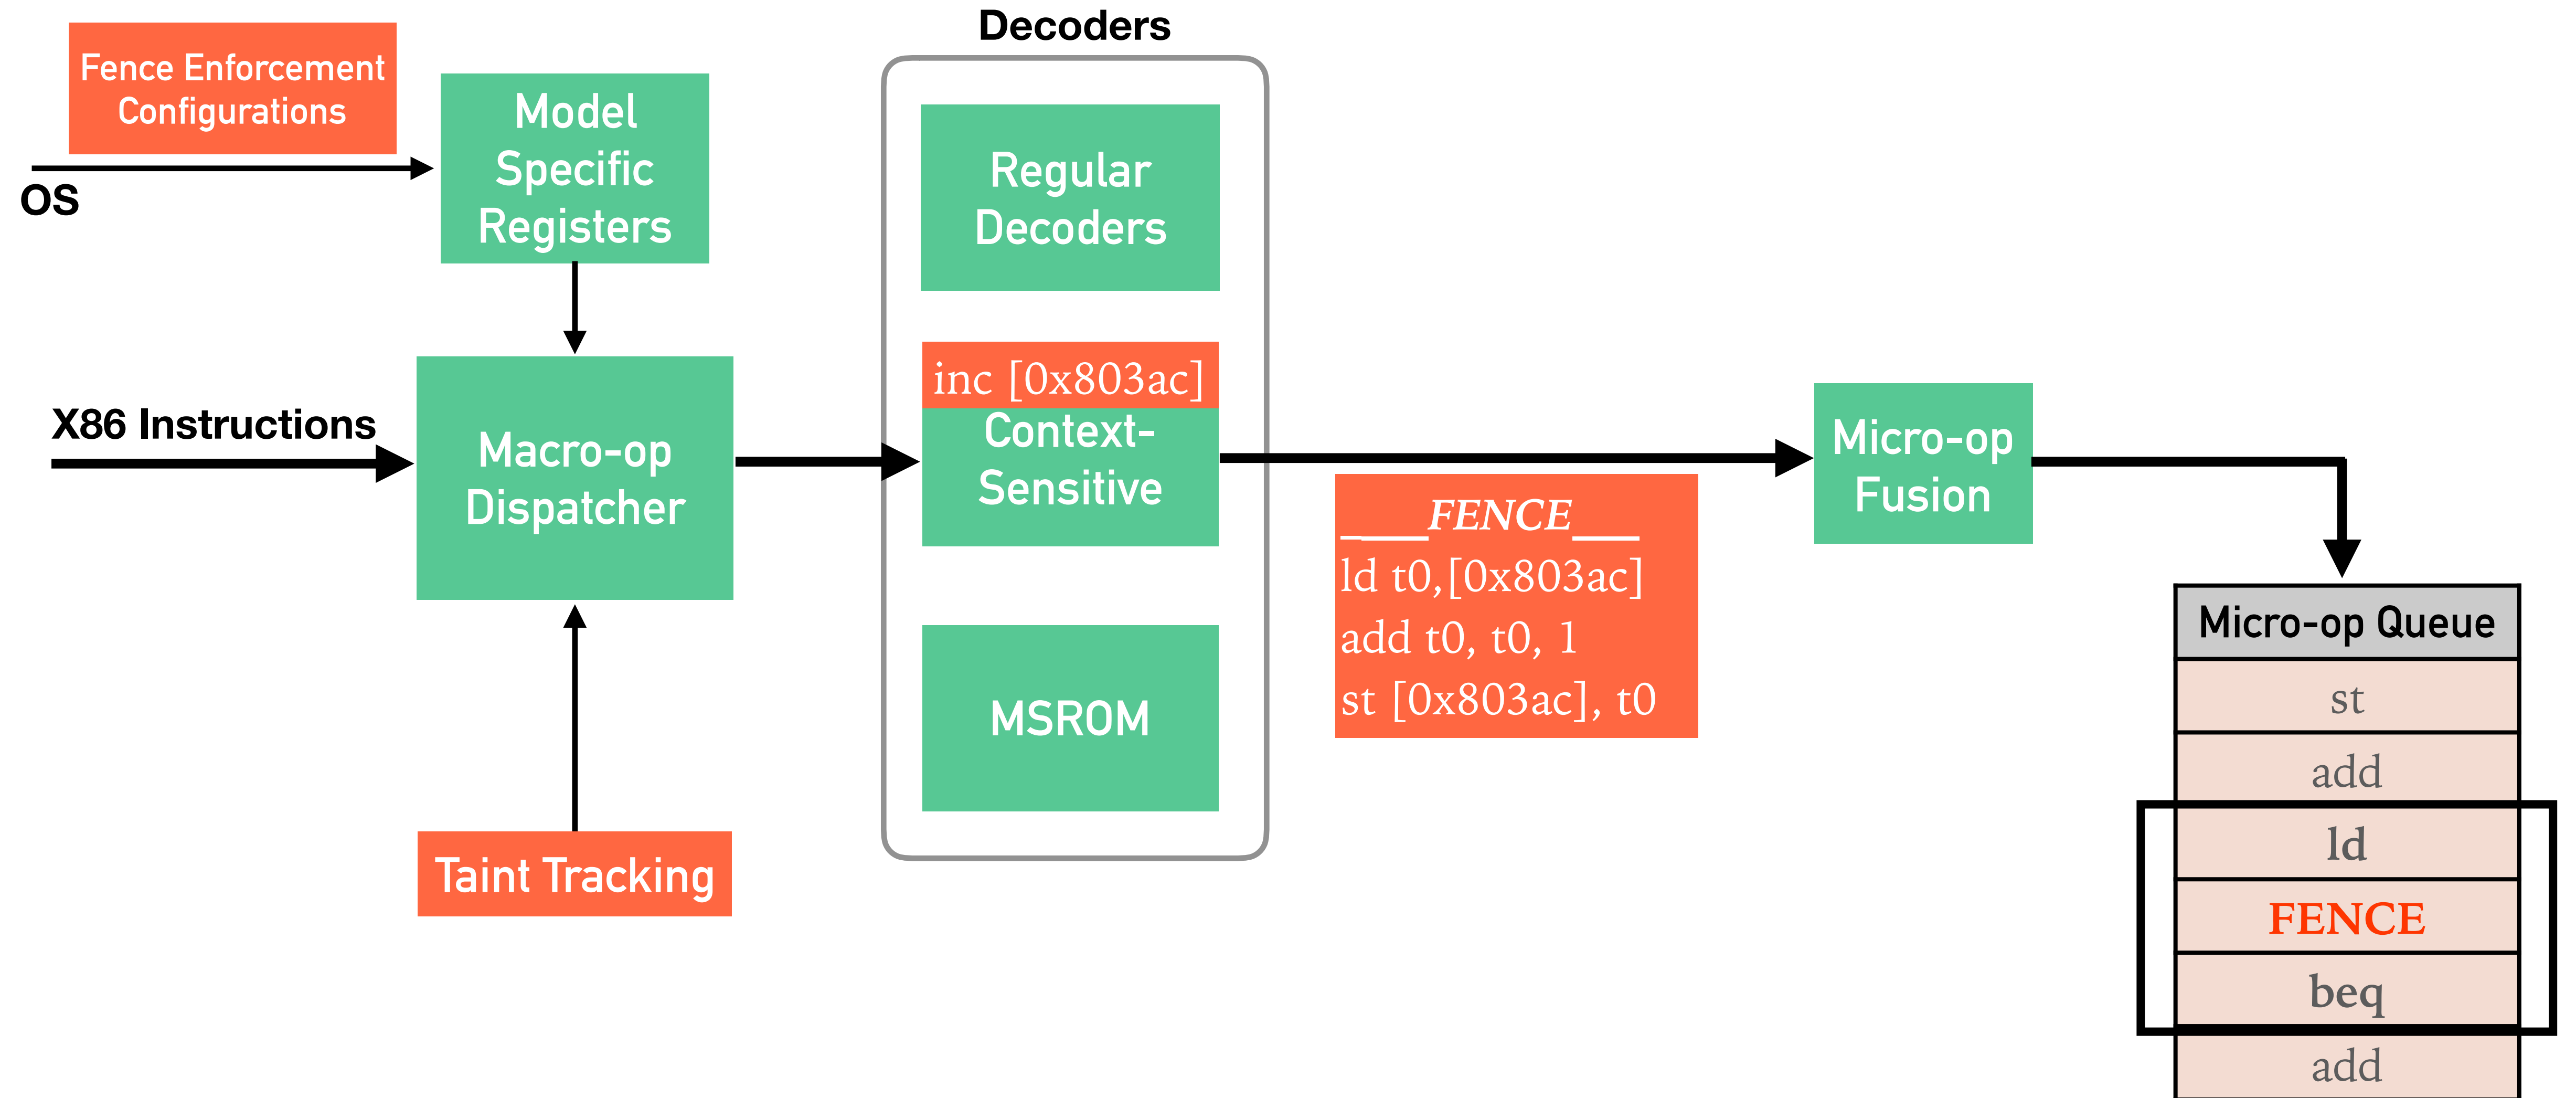 Decoders
Fence Enforcement
Configurations
OS
Model
Specific
Registers
Regular
Decoders
X86 Instructions
Macro-op
Dispatcher
inc [0x803ac]
Context-
Sensitive
MSROM
Taint Tracking
____FENCE___
ld t0,[0x803ac]
add t0, t0, 1
st [0x803ac], t0
Micro-op
Fusion
Micro-op Queue
st
add
ld
FENCE
beq
add